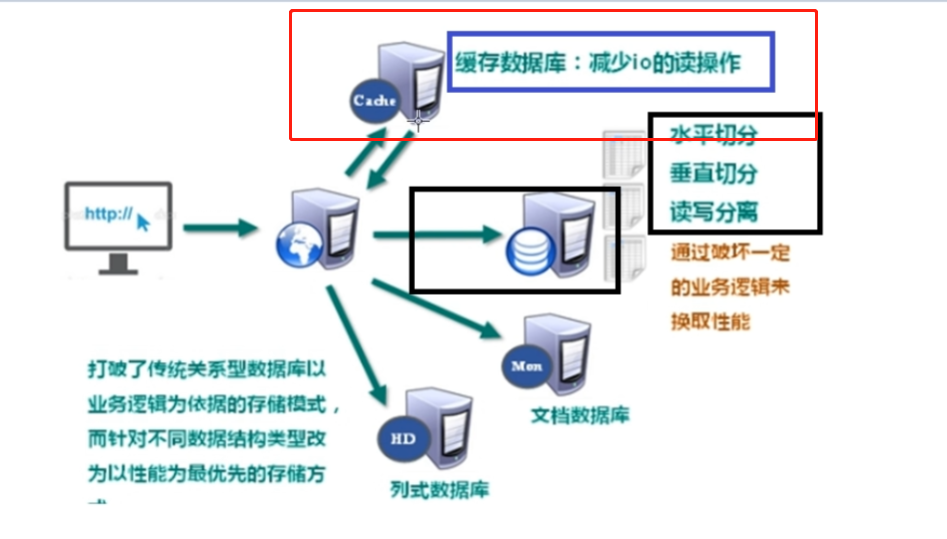 缓存数据库：减少io的读操作
Cache
水平切分
垂直切分
读写分离
http://
通过破坏一定
的业务逻辑来
换取性能
Mon
文档数据库
打破了传统关系型数据库以
业务逻辑为依据的存储模式，
而针对不同数据结构类型改
为以性能为最优先的存储方
HD
列式数据库